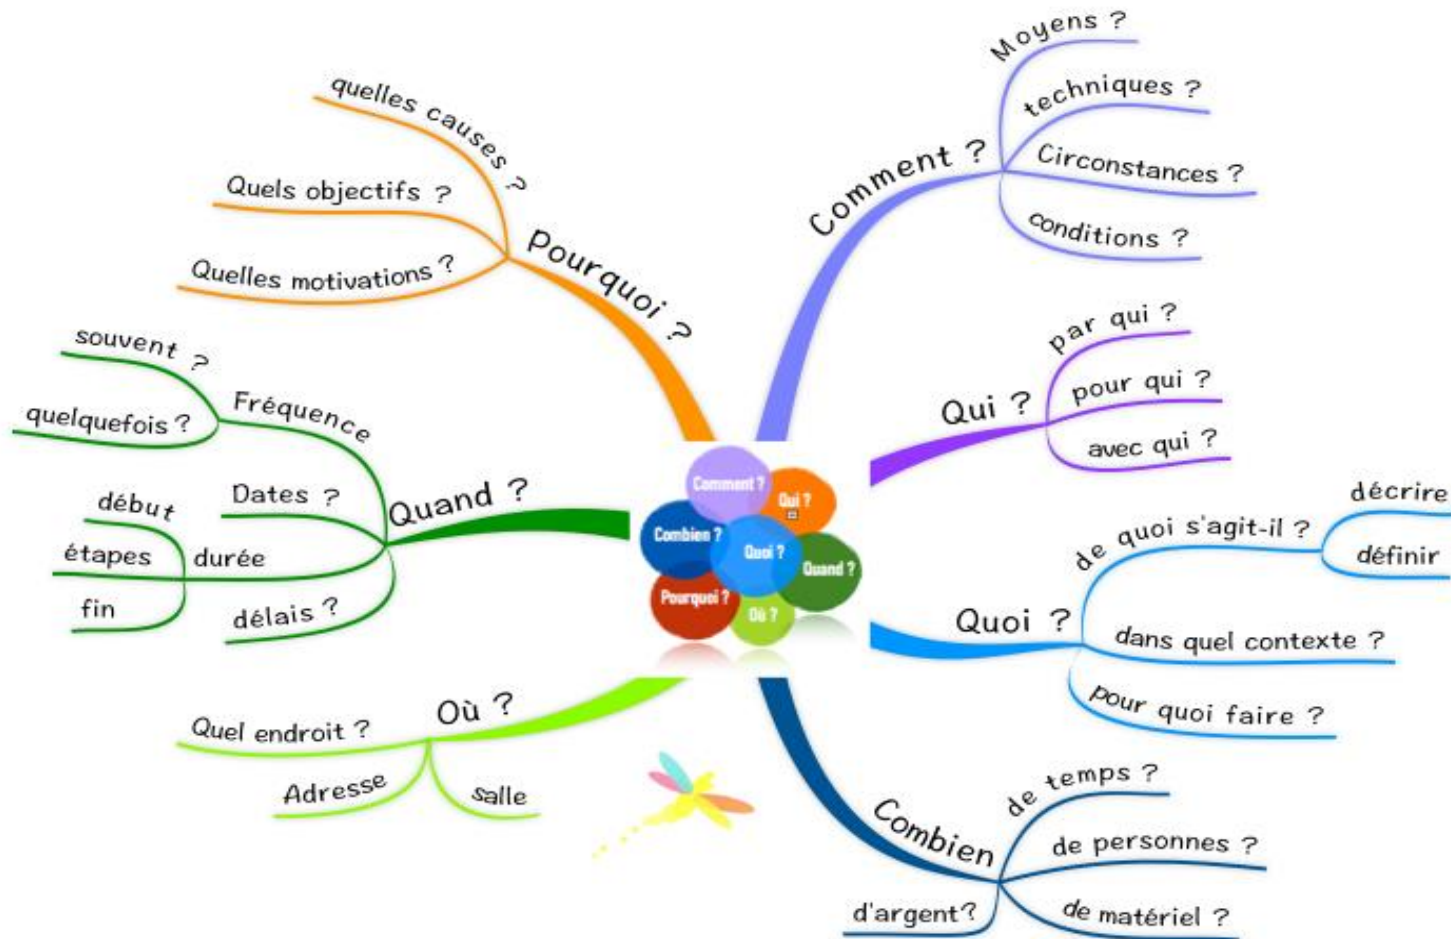 Comment ?
Moyens ?
techniques ?
Circonstances ?
conditions ?
Qui ?
par qui ?
pour qui ?
avec qui ?
Quoi ?
de quoi s'agit-il ?
décrire
définir
dans quel contexte ?
pour quoi faire ?
Combien
de temps ?
de personnes ?
de matériel ?
d'argent?
Où ?
Quel endroit ?
Adresse
salle
Quand ?
Fréquence
souvent ?
quelquefois ?
Dates ?
durée
début
étapes
fin
délais ?
Pourquoi ?
quelles causes ?
Quels objectifs ?
Quelles motivations ?
Comment ?
Qui ?
Combien ?
Quoi ?
Quand ?
Pourquoi ?
Où ?